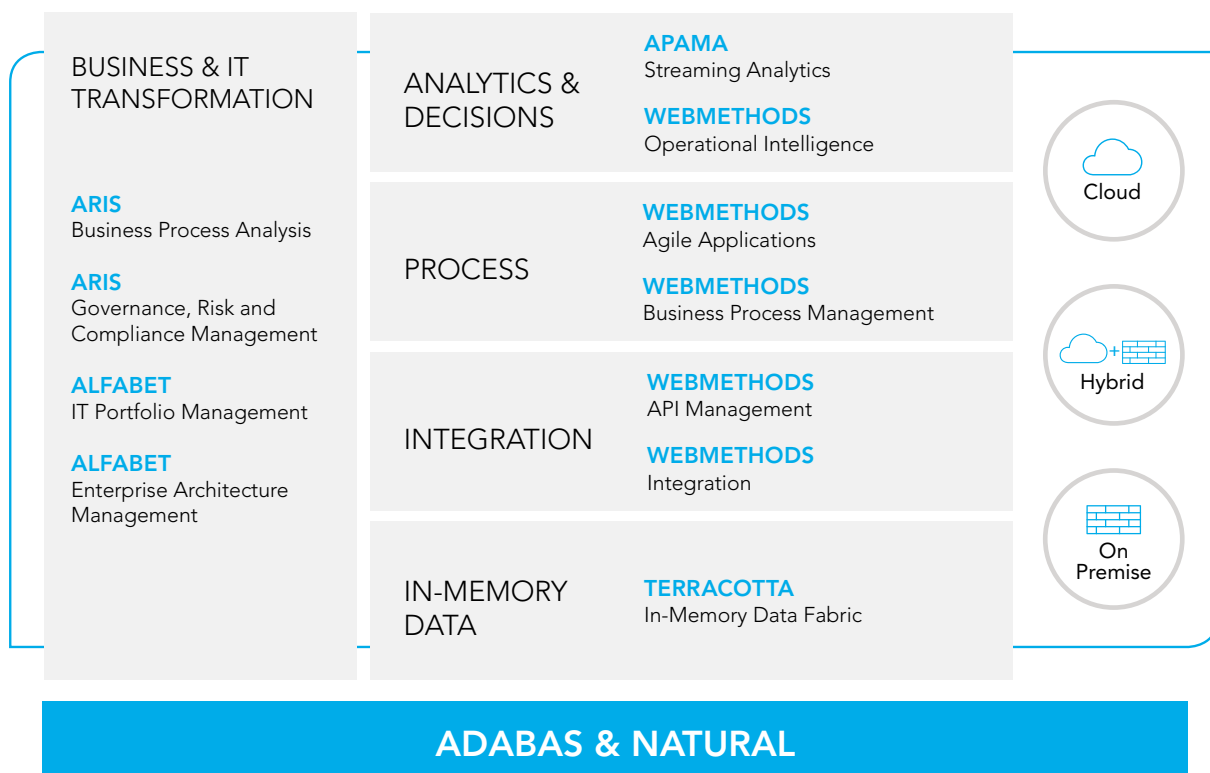 BUSINESS & IT
TRANSFORMATION
ARIS
Business Process Analysis
ARIS
Governance, Risk and
Compliance Management
ALFABET
IT Portfolio Management
ALFABET
Enterprise Architecture
Management
ANALYTICS &
DECISIONS
APAMA
Streaming Analytics
WEBMETHODS
Operational Intelligence
PROCESS
WEBMETHODS
Agile Applications
WEBMETHODS
Business Process Management
INTEGRATION
WEBMETHODS
API Management
WEBMETHODS
Integration
IN-MEMORY
DATA
TERRACOTTA
In-Memory Data Fabric
Cloud
+
Hybrid
On
Premise
ADABAS & NATURAL